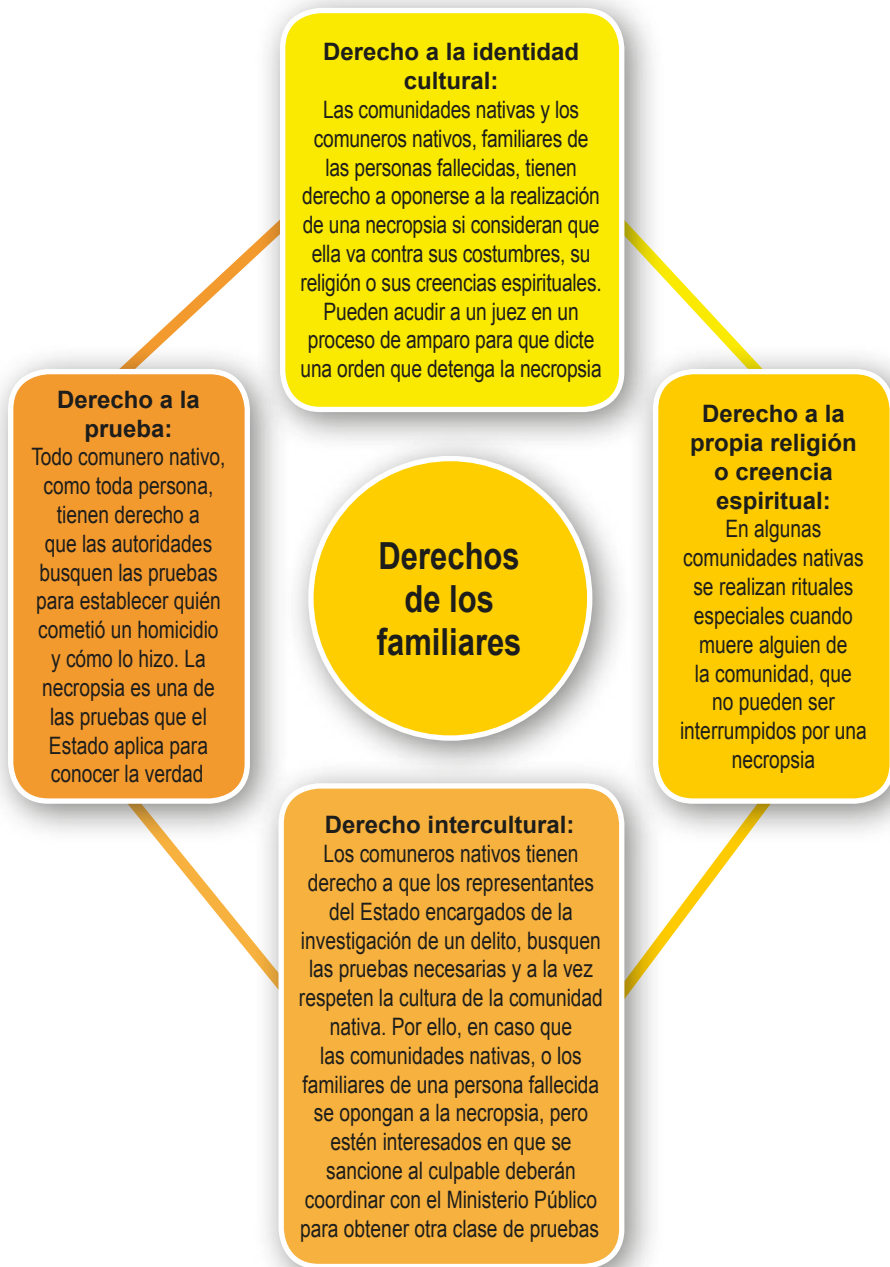 Derecho a la identidad
cultural:
Las comunidades nativas y los
comuneros nativos, familiares de
las personas fallecidas, tienen
derecho a oponerse a la realización
de una necropsia si consideran que
ella va contra sus costumbres, su
religión o sus creencias espirituales.
Pueden acudir a un juez en un
proceso de amparo para que dicte
una orden que detenga la necropsia
Derecho a la
prueba:
Todo comunero nativo,
como toda persona,
tienen derecho a
que las autoridades
busquen las pruebas
para establecer quién
cometió un homicidio
y cómo lo hizo. La
necropsia es una de
las pruebas que el
Estado aplica para
conocer la verdad
Derechos
de los
familiares
Derecho a la
propia religión
o creencia
espiritual:
En algunas
comunidades nativas
se realizan rituales
especiales cuando
muere alguien de
la comunidad, que
no pueden ser
interrumpidos por una
necropsia
Derecho intercultural:
Los comuneros nativos tienen
derecho a que los representantes
del Estado encargados de la
investigación de un delito, busquen
las pruebas necesarias y a la vez
respeten la cultura de la comunidad
nativa. Por ello, en caso que
las comunidades nativas, o los
familiares de una persona fallecida
se opongan a la necropsia, pero
estén interesados en que se
sancione al culpable deberán
coordinar con el Ministerio Público
para obtener otra clase de pruebas